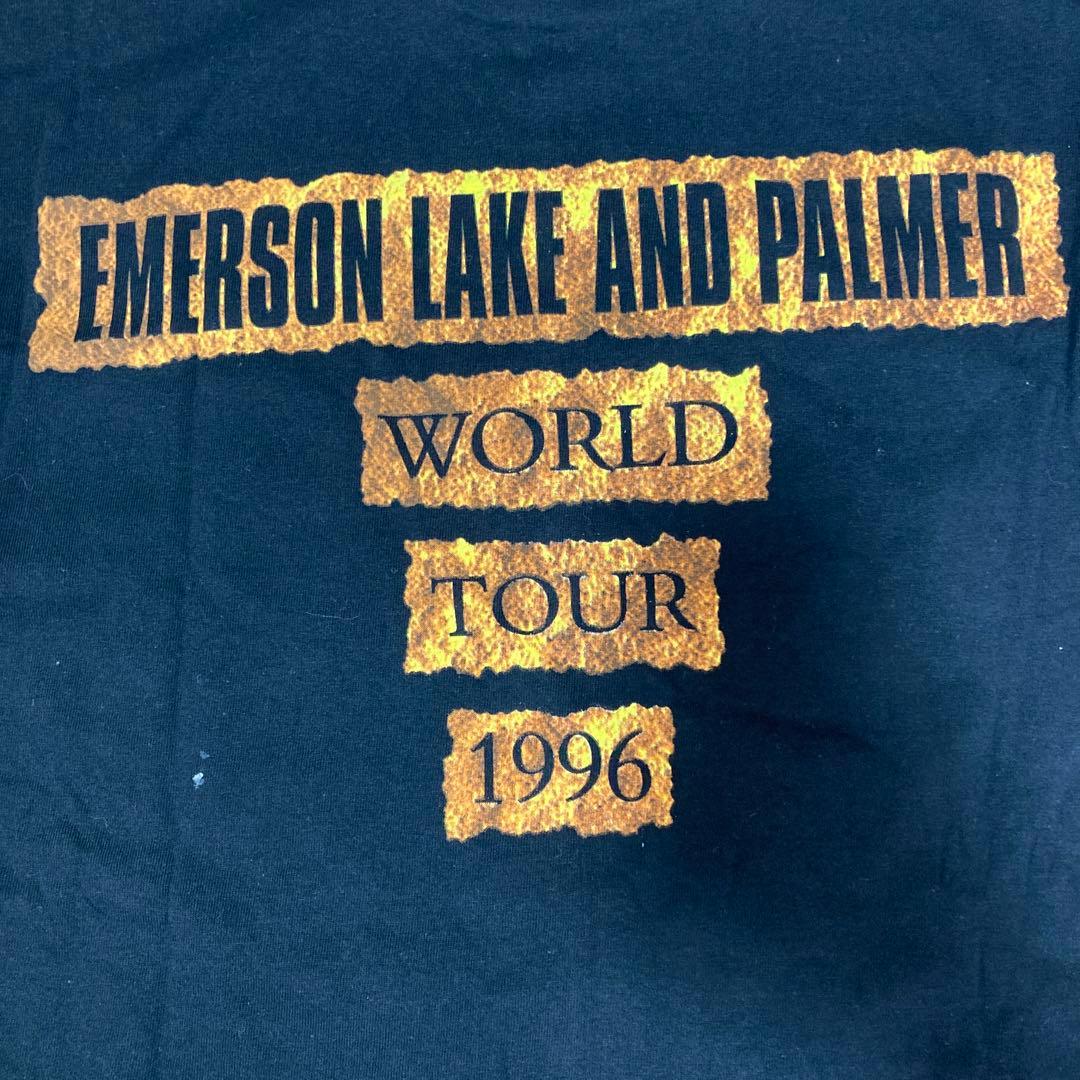 EMERSON LAKE AND PALMER
WORLD
TOUR
1996